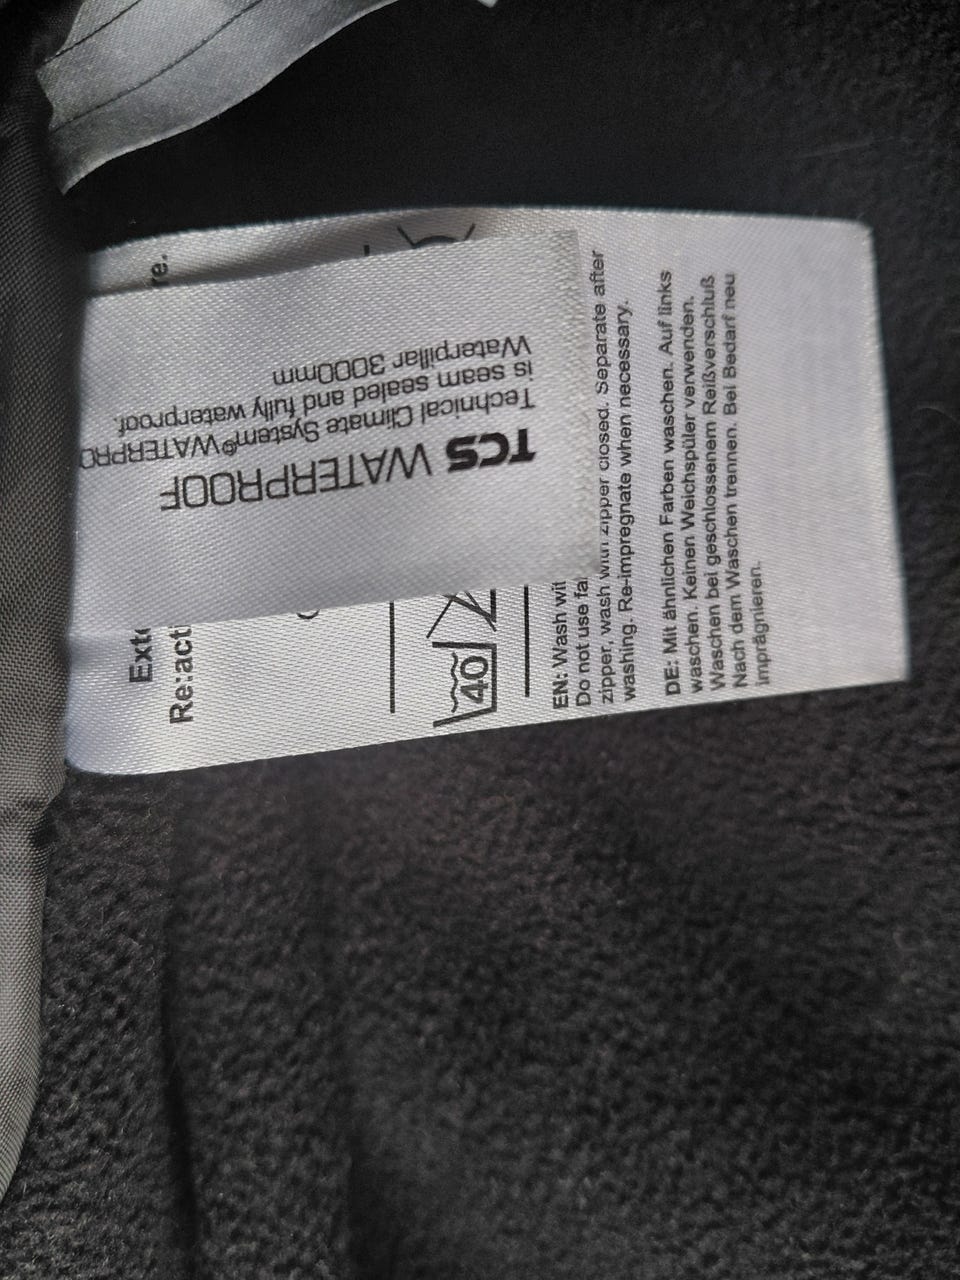 TCS WATERPROOF
Technical Climate System® WATERPRO
is seam sealed and fully waterproof.
Waterpillar 3000mm
re.
Re:act
40
EN: Wash
Do not use
zipper, wash with zipper closed. Separate after
washing. Re-impregnate when necessary.
DE: Mit ähnlichen Farben waschen. Auf links
waschen. Keinen Weichspüler verwenden.
Waschen bei geschlossenem Reißverschluß
Nach dem Waschen trennen. Bei Bedarf neu
imprägnieren.